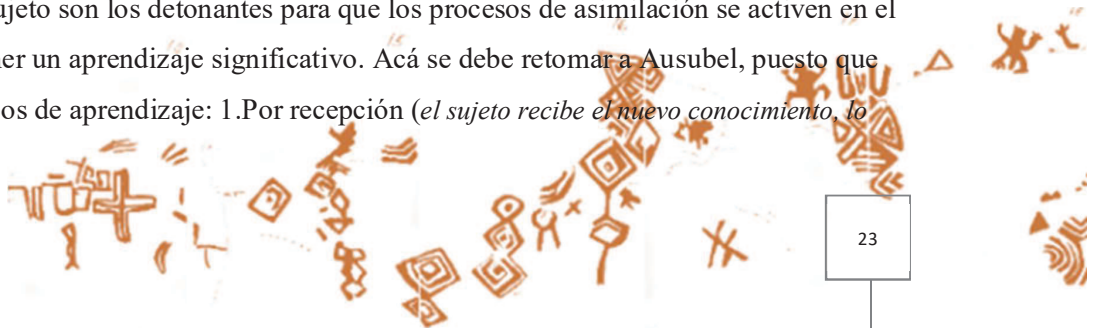 ujeto son los detonantes para que los procesos de asimilación se activen en el
er un aprendizaje significativo. Acá se debe retomar a Ausubel, puesto que
os de aprendizaje: 1.Por recepción (el sujeto recibe el nuevo conocimiento, lo
23